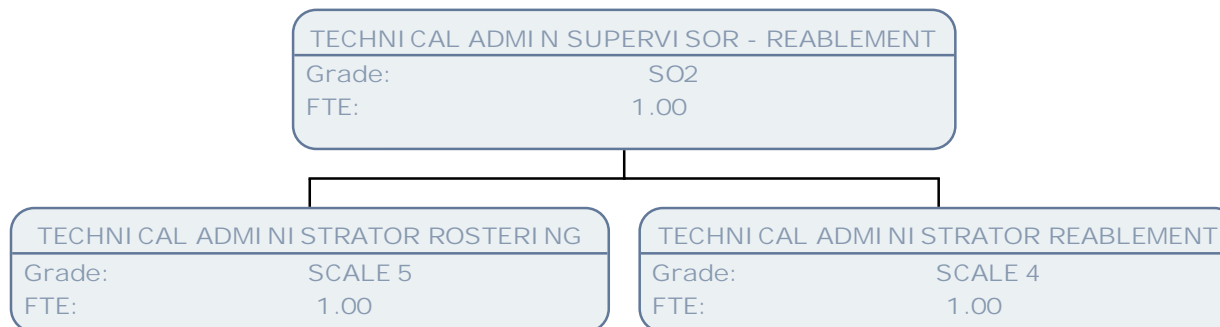 TECHNICAL ADMIN SUPERVISOR - REABLEMENT
Grade: SO2
FTE: 1.00
TECHNICAL ADMINISTRATOR ROSTERING
Grade: SCALE 5
FTE: 1.00
TECHNICAL ADMINISTRATOR REABLEMENT
Grade: SCALE 4
FTE: 1.00